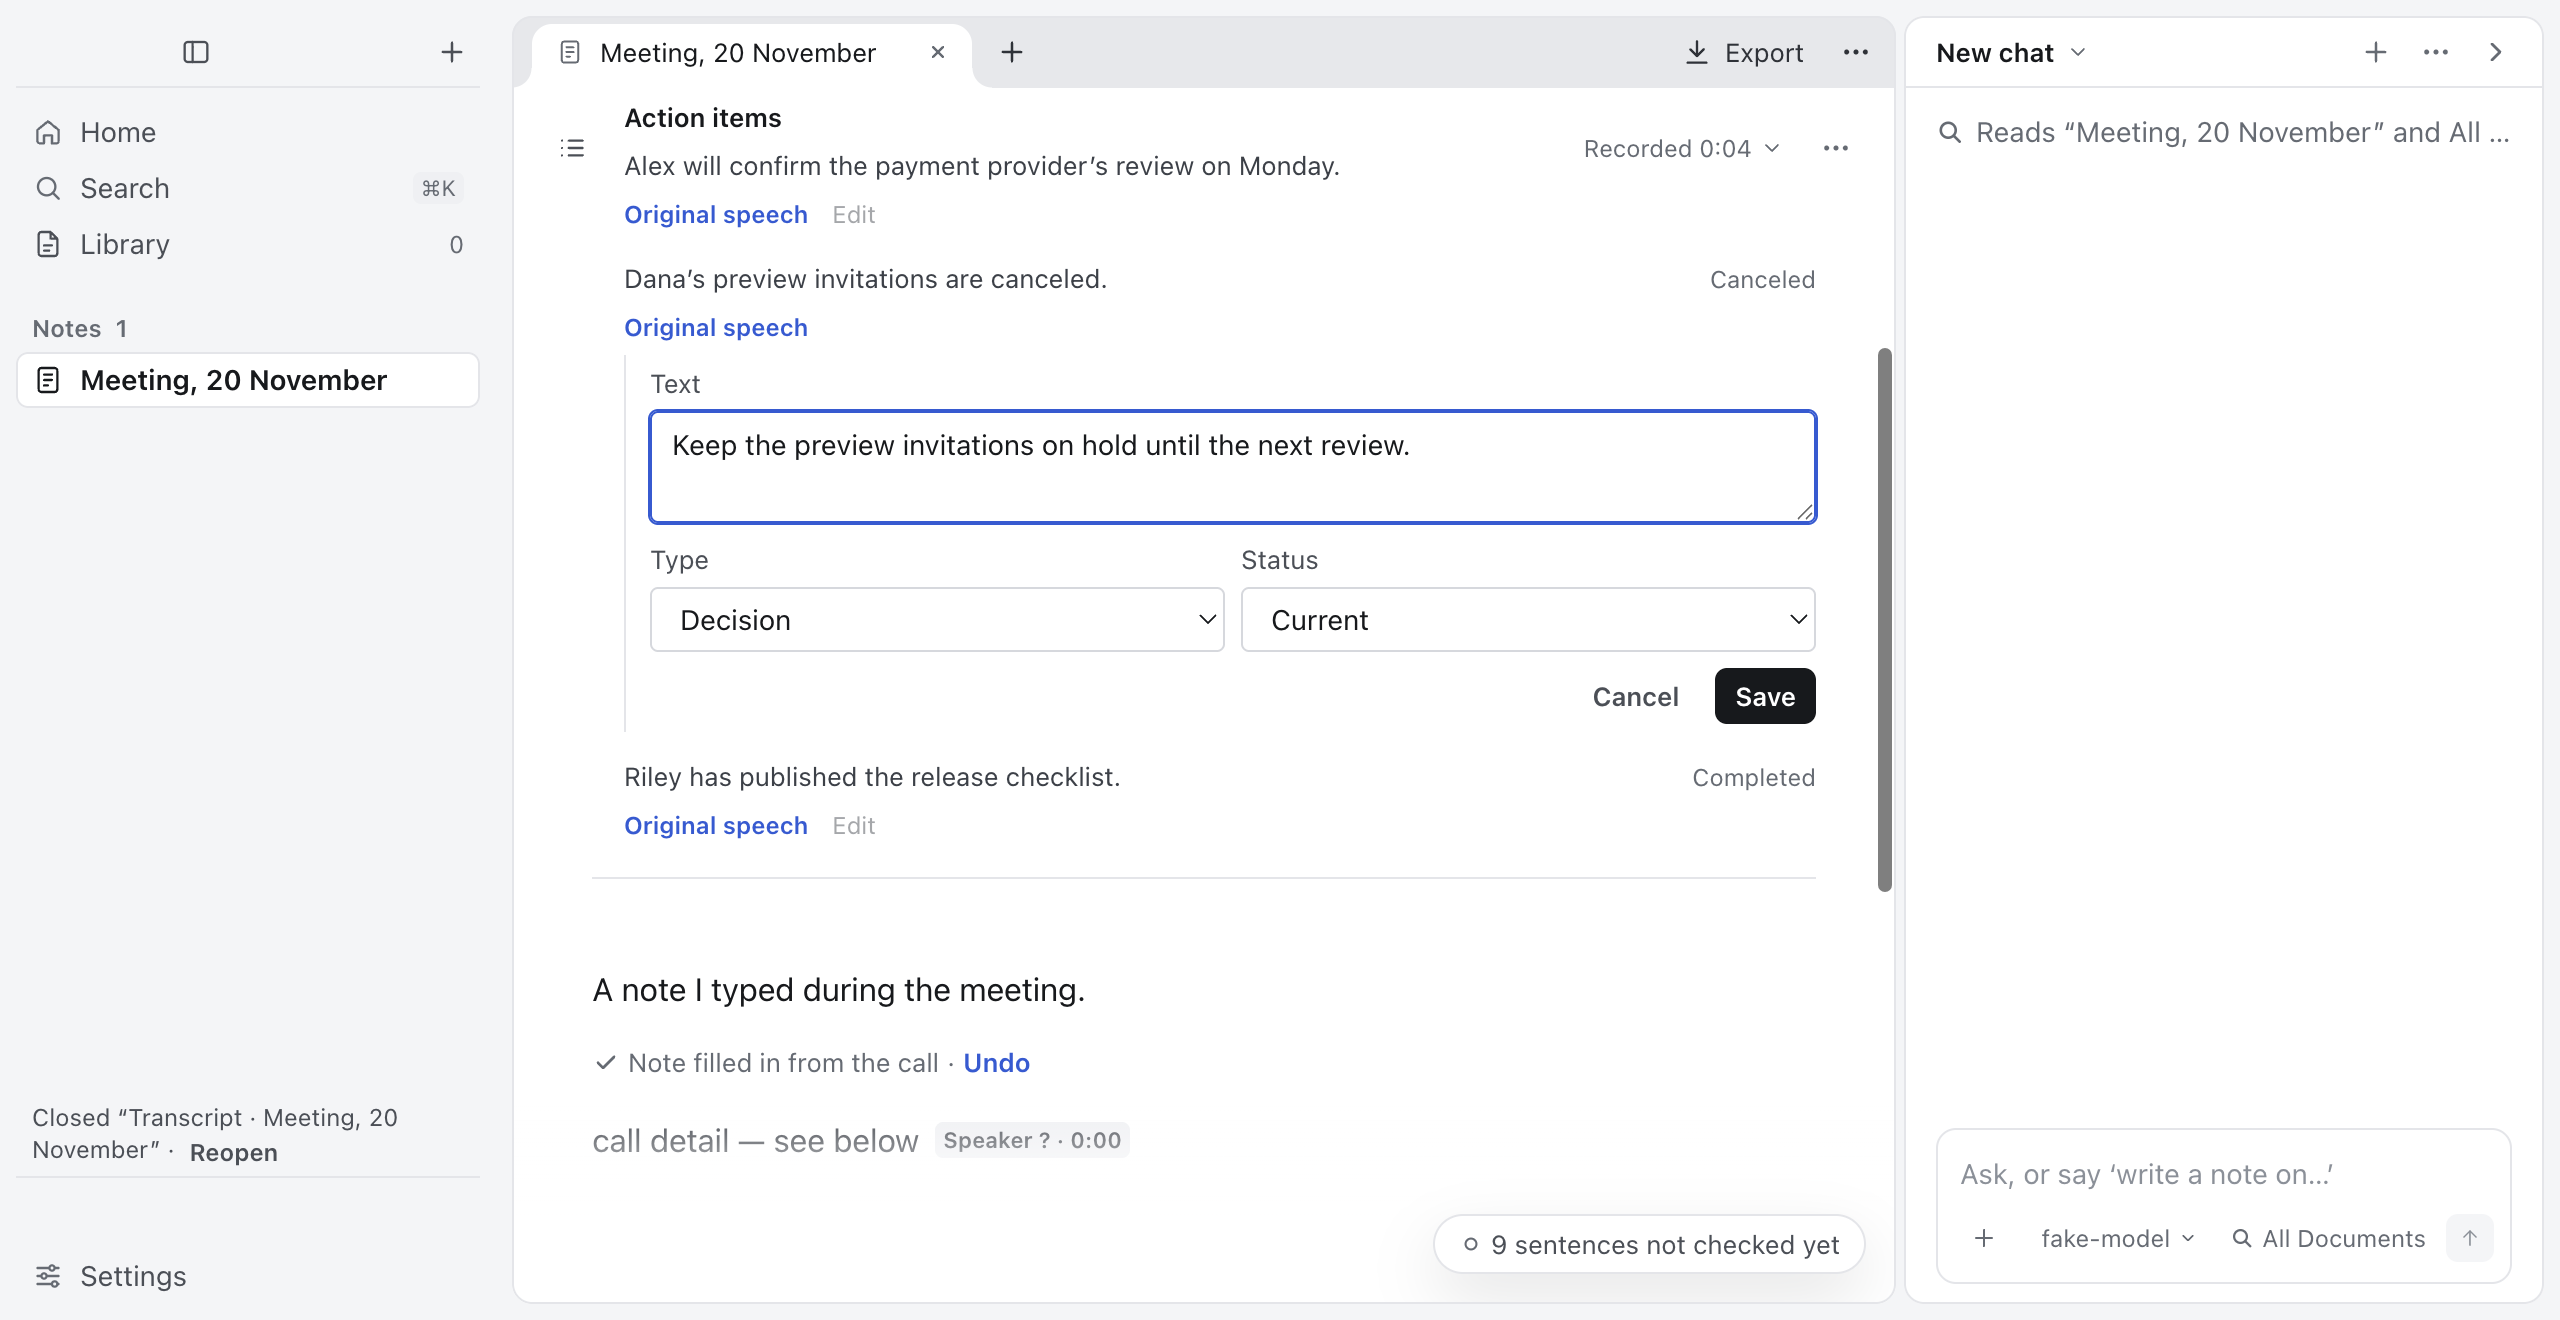 Home
Search ⌘K
Library 0
Notes 1
Meeting, 20 November
Closed “Transcript · Meeting, 20
November” · Reopen
Settings
Meeting, 20 November
Export
Action items
Recorded 0:04
Alex will confirm the payment provider’s review on Monday.
Original speech Edit
Dana’s preview invitations are canceled. Canceled
Original speech
Text
Keep the preview invitations on hold until the next review.
Type Status
Decision Current
Cancel Save
Riley has published the release checklist. Completed
Original speech Edit
A note I typed during the meeting.
Note filled in from the call · Undo
call detail — see below Speaker ? · 0:00
9 sentences not checked yet
New chat
Reads “Meeting, 20 November” and All ...
Ask, or say ‘write a note on...’
fake-model All Documents